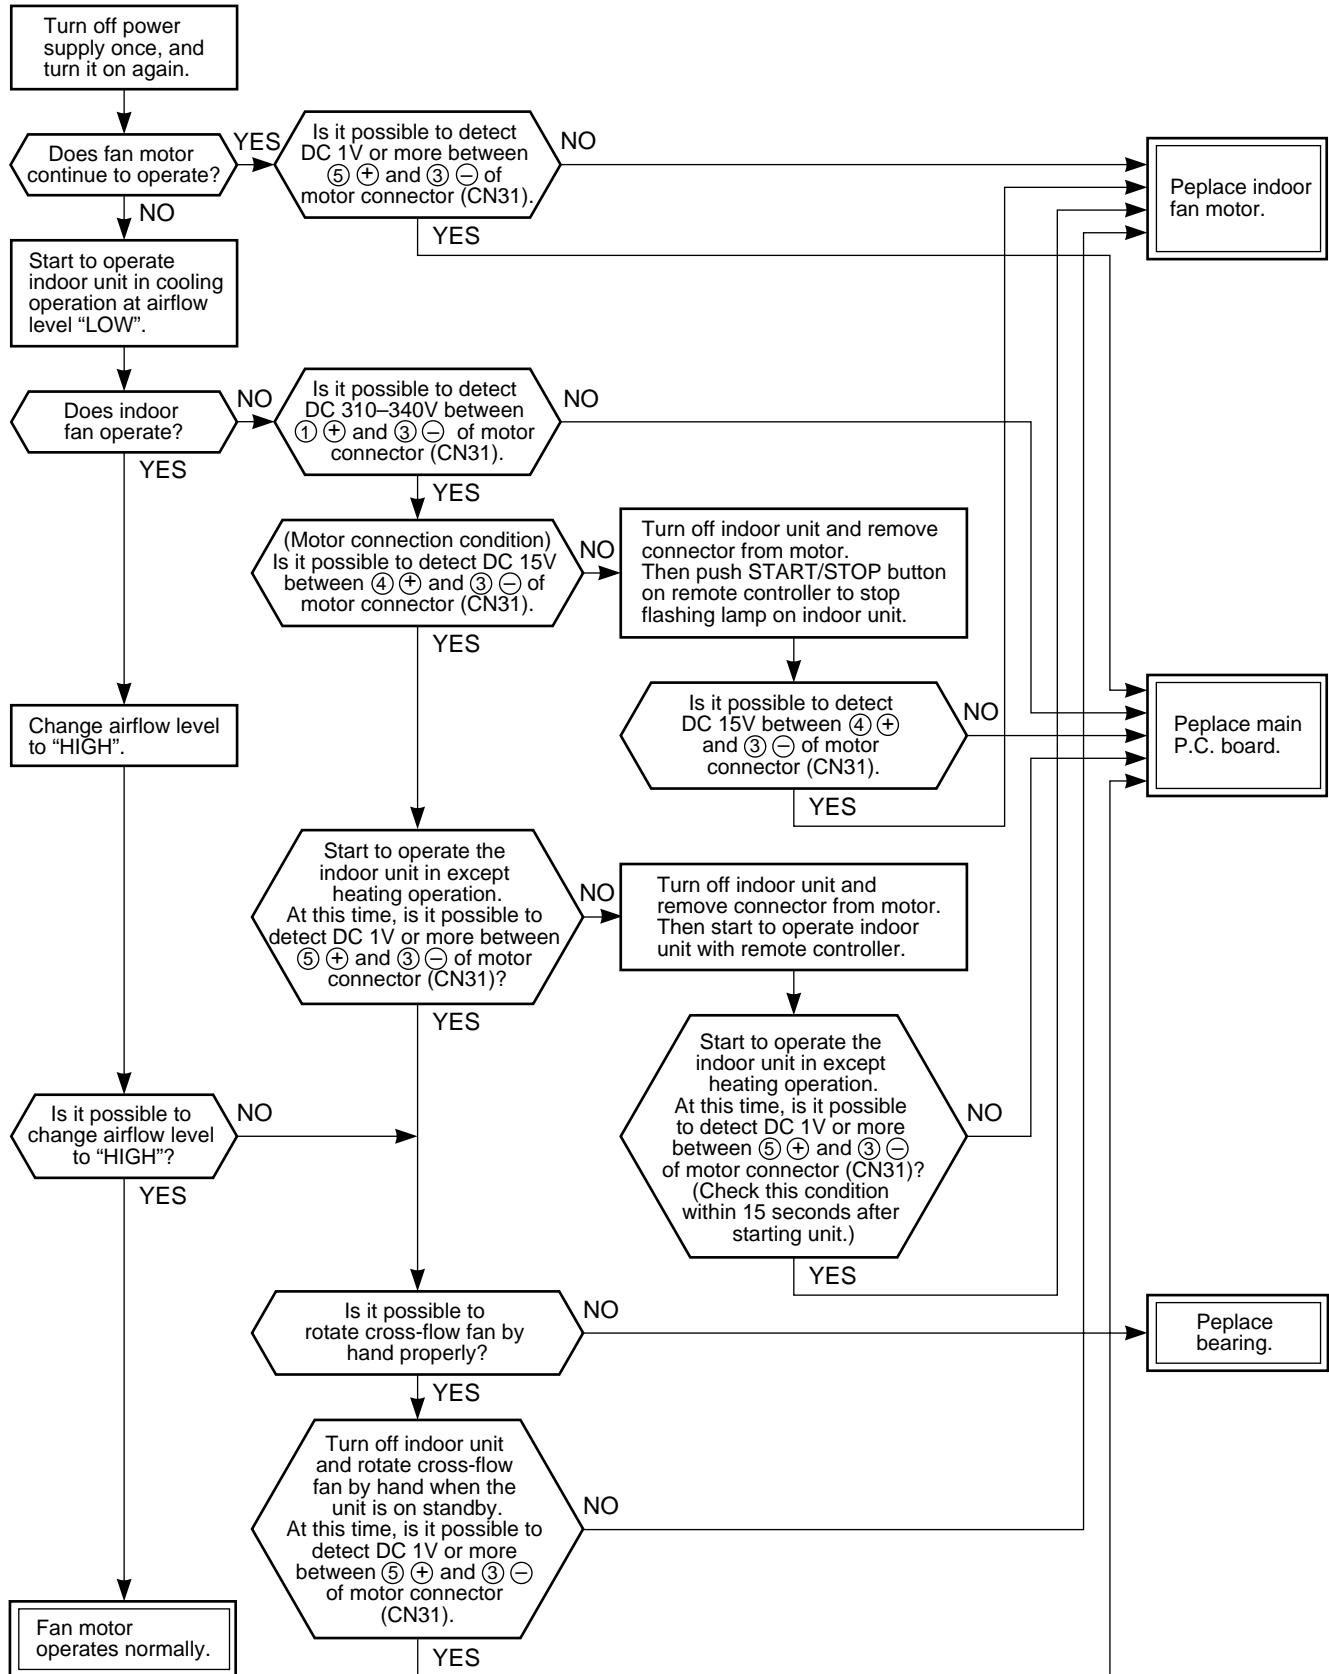 Turn off power
supply once, and
turn it on again.
Does fan motor
continue to operate?
YES
Is it possible to detect
DC 1V or more between
⑤ ⊕ and ③ ⊖ of
motor connector (CN31).
NO
Peplace indoor
fan motor.
NO
YES
Start to operate
indoor unit in cooling
operation at airflow
level “LOW”.
Does indoor
fan operate?
NO
Is it possible to detect
DC 310–340V between
① ⊕ and ③ ⊖ of motor
connector (CN31).
NO
YES
YES
(Motor connection condition)
Is it possible to detect DC 15V
between ④ ⊕ and ③ ⊖ of
motor connector (CN31).
NO
Turn off indoor unit and remove
connector from motor.
Then push START/STOP button
on remote controller to stop
flashing lamp on indoor unit.
YES
Change airflow level
to “HIGH”.
Is it possible to detect
DC 15V between ④ ⊕
and ③ ⊖ of motor
connector (CN31).
NO
Peplace main
P.C. board.
YES
Start to operate the
indoor unit in except
heating operation.
At this time, is it possible to
detect DC 1V or more between
⑤ ⊕ and ③ ⊖ of motor
connector (CN31)?
NO
Turn off indoor unit and
remove connector from motor.
Then start to operate indoor
unit with remote controller.
YES
Start to operate the
indoor unit in except
heating operation.
At this time, is it possible
to detect DC 1V or more
between ⑤ ⊕ and ③ ⊖
of motor connector (CN31)?
(Check this condition
within 15 seconds after
starting unit.)
NO
YES
Is it possible to
change airflow level
to “HIGH”?
NO
YES
Is it possible to
rotate cross-flow fan by
hand properly?
NO
Peplace
bearing.
YES
Turn off indoor unit
and rotate cross-flow
fan by hand when the
unit is on standby.
At this time, is it possible to
detect DC 1V or more
between ⑤ ⊕ and ③ ⊖
of motor connector
(CN31).
NO
YES
Fan motor
operates normally.